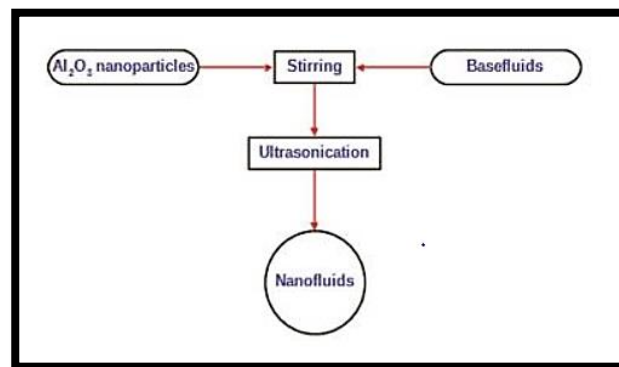 Al₂O₃ nanoparticles
Stirring
Basefluids
Ultrasonication
Nanofluids